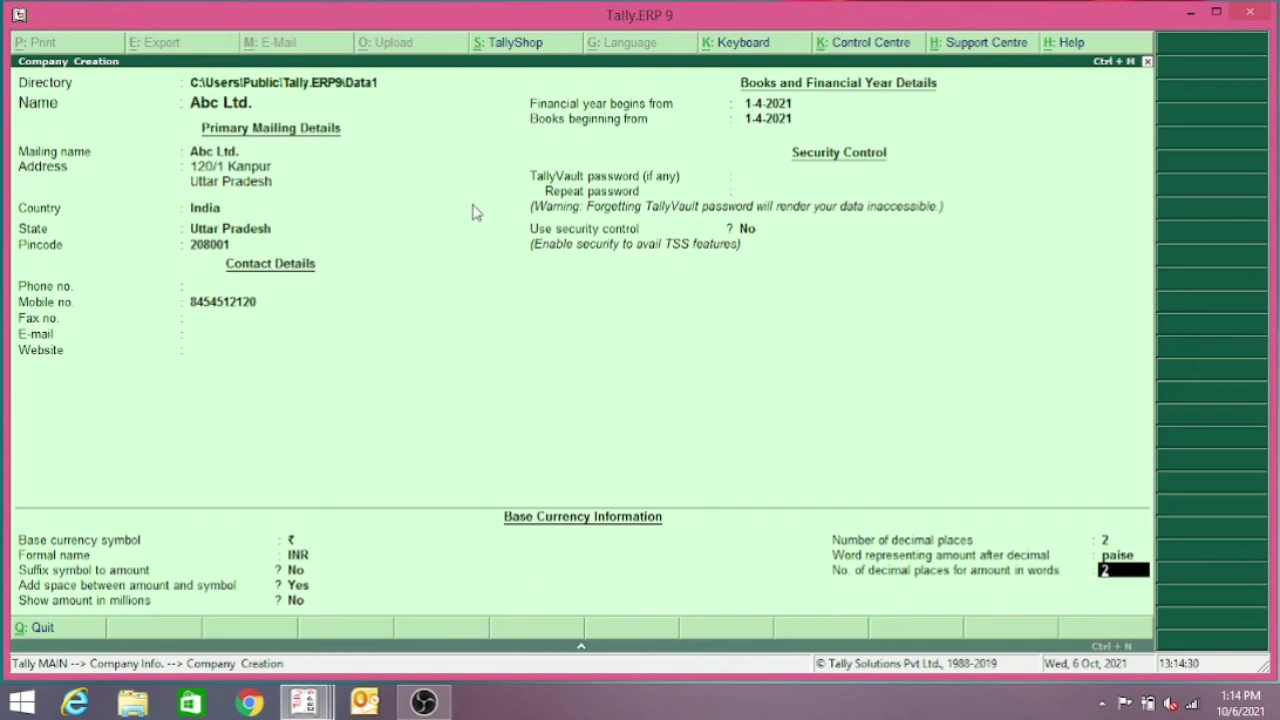 Tally.ERP 9
P: Print E: Export M: E-Mail O: Upload S: TallyShop G: Language K: Keyboard K: Control Centre H: Support Centre H: Help
Company Creation Ctrl + M
Directory : C:\Users\Public\Tally.ERP9\Data1
Name : Abc Ltd.
Primary Mailing Details
Mailing name : Abc Ltd.
Address : 120/1 Kanpur
Uttar Pradesh
Country : India
State : Uttar Pradesh
Pincode : 208001
Contact Details
Phone no. :
Mobile no. : 8454512120
Fax no. :
E-mail :
Website :
Books and Financial Year Details
Financial year begins from : 1-4-2021
Books beginning from : 1-4-2021
Security Control
TallyVault password (if any) :
Repeat password :
(Warning: Forgetting TallyVault password will render your data inaccessible.)
Use security control ? No
(Enable security to avail TSS features)
Base Currency Information
Base currency symbol : ₹
Formal name : INR
Suffix symbol to amount ? No
Add space between amount and symbol ? Yes
Show amount in millions ? No
Number of decimal places : 2
Word representing amount after decimal : paise
No. of decimal places for amount in words : 2
Q: Quit
Ctrl + N
Tally MAIN --> Company Info. --> Company Creation © Tally Solutions Pvt Ltd., 1988-2019 Wed, 6 Oct, 2021 13:14:30
1:14 PM
10/6/2021